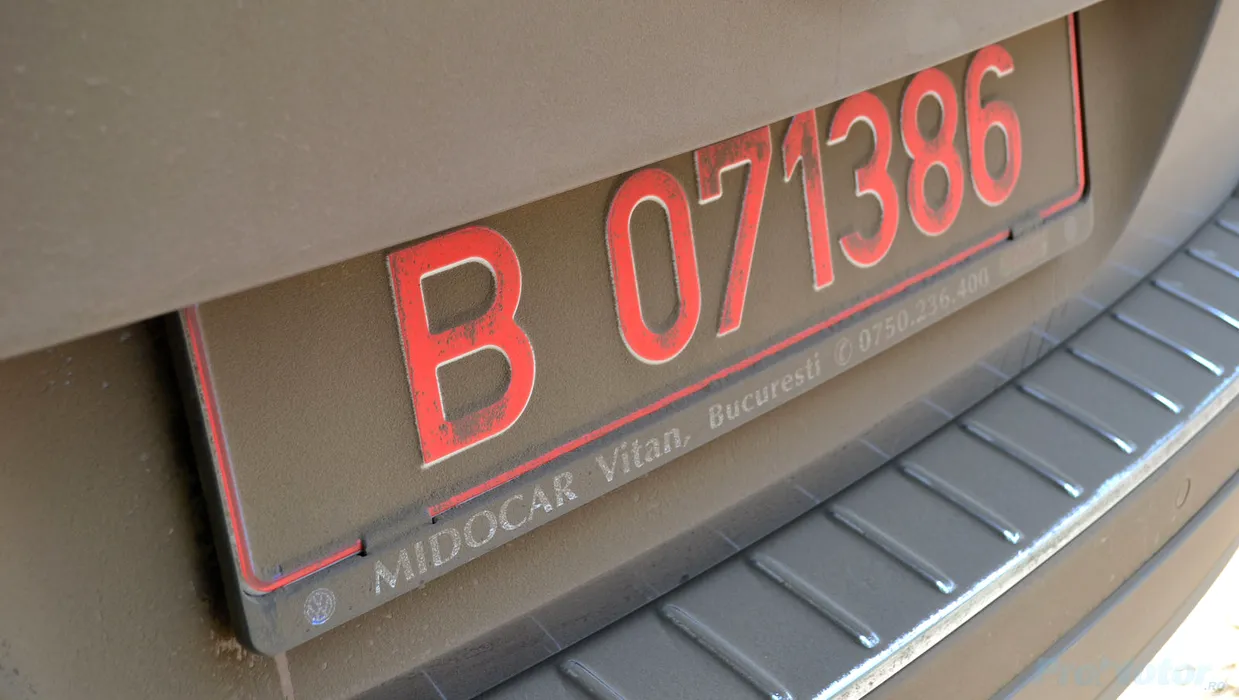 B 071386
MIDOCAR Vitan, Bucuresti ✆ 0750.236.400